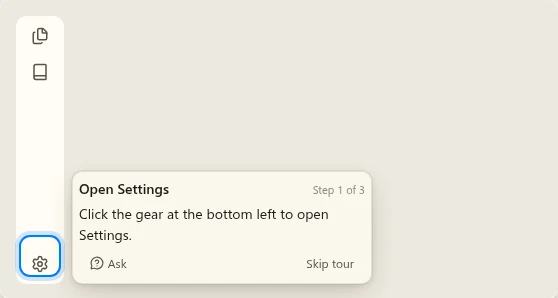 Open Settings
Step 1 of 3
Click the gear at the bottom left to open
Settings.
Ask
Skip tour